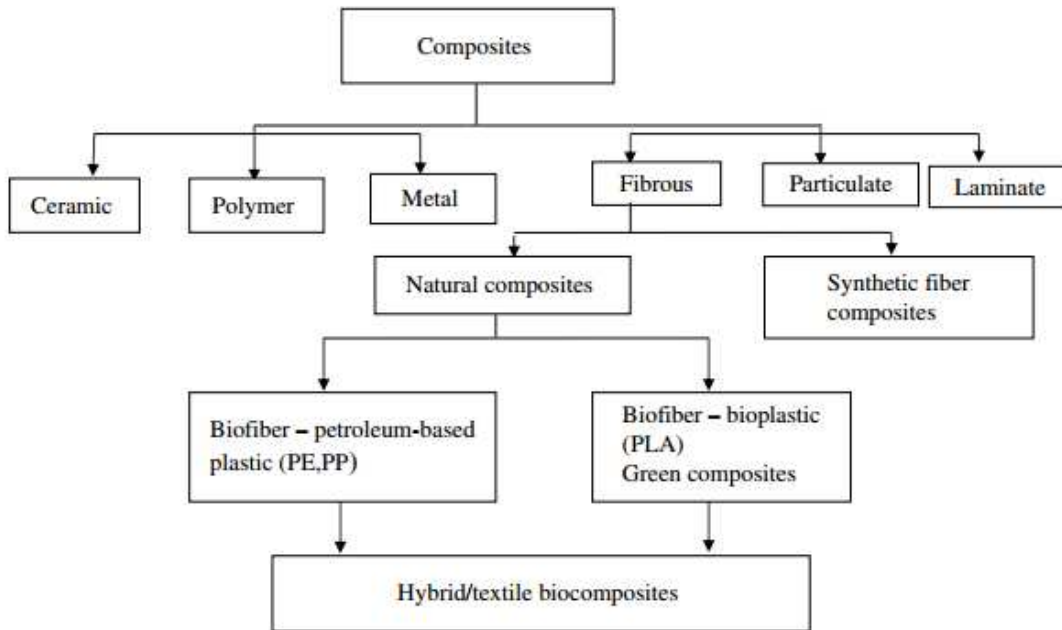 Composites
Ceramic
Polymer
Metal
Fibrous
Particulate
Laminate
Natural composites
Synthetic fiber
composites
Biofiber – petroleum-based
plastic (PE,PP)
Biofiber – bioplastic
(PLA)
Green composites
Hybrid/textile biocomposites